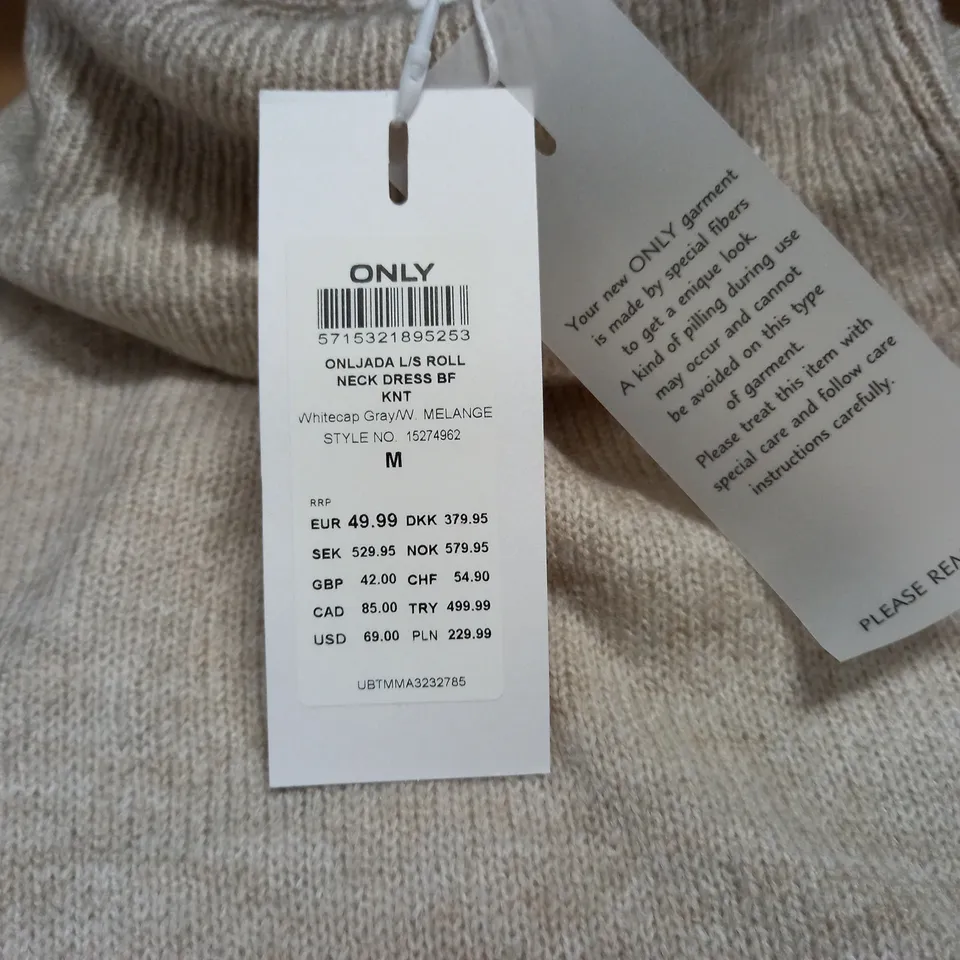 ONLY
5715321895253
ONLJADA L/S ROLL
NECK DRESS BF
KNT
Whitecap Gray/W. MELANGE
STYLE NO. 15274962
M
RRP
EUR 49.99 DKK 379.95
SEK 529.95 NOK 579.95
GBP 42.00 CHF 54.90
CAD 85.00 TRY 499.99
USD 69.00 PLN 229.99
UBTMMA3232785
Your new ONLY garment
is made by special fibers
to get a enique look
A kind of pilling during use
may occur and cannot
be avoided on this type
of garment.
Please treat this item with
special care and follow care
instructions carefully.
PLEASE